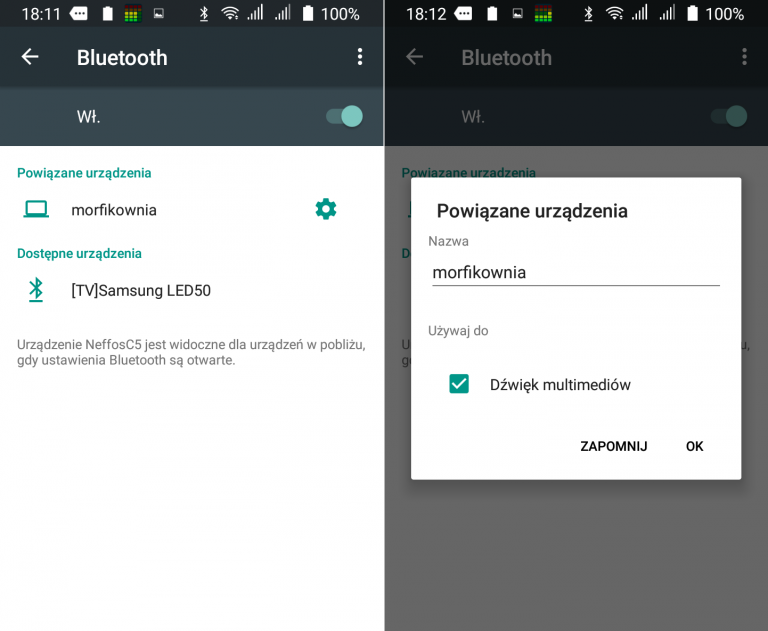 18:11
100%
Bluetooth
Wł.
Powiązane urządzenia
morfikownia
Dostępne urządzenia
[TV]Samsung LED50
Urządzenie NeffosC5 jest widoczne dla urządzeń w pobliżu,
gdy ustawienia Bluetooth są otwarte.
18:12
100%
Bluetooth
Wł.
Powiązane urządzenia
Powiązane urządzenia
Nazwa
morfikownia
Używaj do
Dźwięk multimediów
ZAPOMNIJ
OK